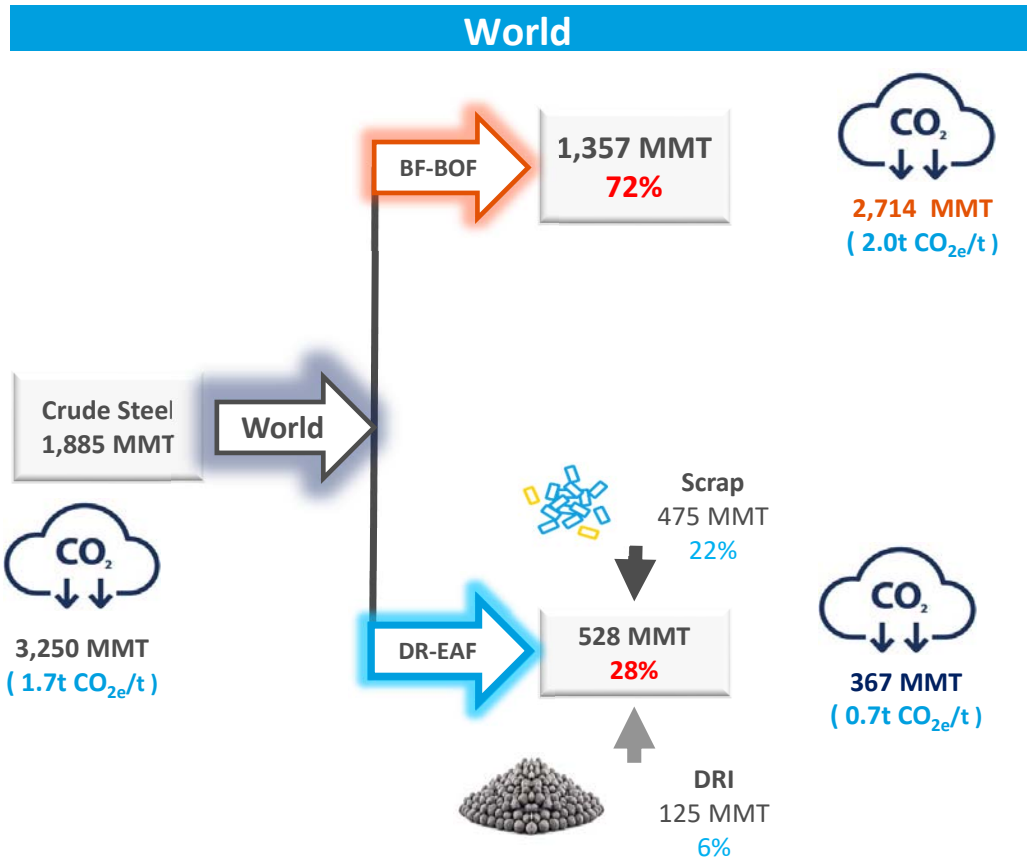 World
BF-BOF
1,357 MMT
72%
CO2
2,714 MMT
( 2.0t CO2e/t )
Crude Steel
1,885 MMT
World
CO2
3,250 MMT
( 1.7t CO2e/t )
Scrap
475 MMT
22%
DR-EAF
528 MMT
28%
CO2
367 MMT
( 0.7t CO2e/t )
DRI
125 MMT
6%